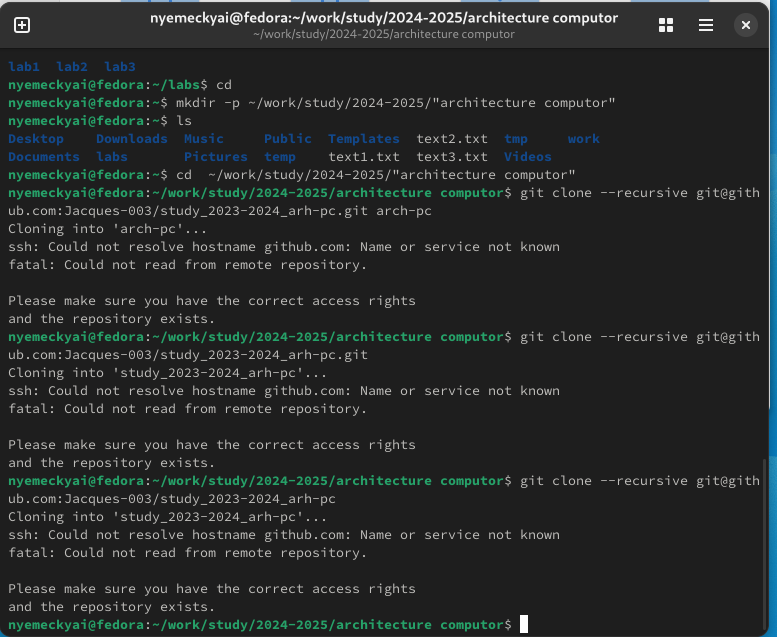 nyemeckyai@fedora:~/work/study/2024-2025/architecture computor
~/work/study/2024-2025/architecture computor
lab1  lab2  lab3
nyemeckyai@fedora:~/labs$ cd
nyemeckyai@fedora:~$ mkdir -p ~/work/study/2024-2025/"architecture computor"
nyemeckyai@fedora:~$ ls
Desktop    Downloads  Music     Public  Templates  text2.txt  tmp     work
Documents  labs       Pictures  temp    text1.txt  text3.txt  Videos
nyemeckyai@fedora:~$ cd  ~/work/study/2024-2025/"architecture computor"
nyemeckyai@fedora:~/work/study/2024-2025/architecture computor$ git clone --recursive git@gith
ub.com:Jacques-003/study_2023-2024_arh-pc.git arch-pc
Cloning into 'arch-pc'...
ssh: Could not resolve hostname github.com: Name or service not known
fatal: Could not read from remote repository.
Please make sure you have the correct access rights
and the repository exists.
nyemeckyai@fedora:~/work/study/2024-2025/architecture computor$ git clone --recursive git@gith
ub.com:Jacques-003/study_2023-2024_arh-pc.git
Cloning into 'study_2023-2024_arh-pc'...
ssh: Could not resolve hostname github.com: Name or service not known
fatal: Could not read from remote repository.
Please make sure you have the correct access rights
and the repository exists.
nyemeckyai@fedora:~/work/study/2024-2025/architecture computor$ git clone --recursive git@gith
ub.com:Jacques-003/study_2023-2024_arh-pc
Cloning into 'study_2023-2024_arh-pc'...
ssh: Could not resolve hostname github.com: Name or service not known
fatal: Could not read from remote repository.
Please make sure you have the correct access rights
and the repository exists.
nyemeckyai@fedora:~/work/study/2024-2025/architecture computor$